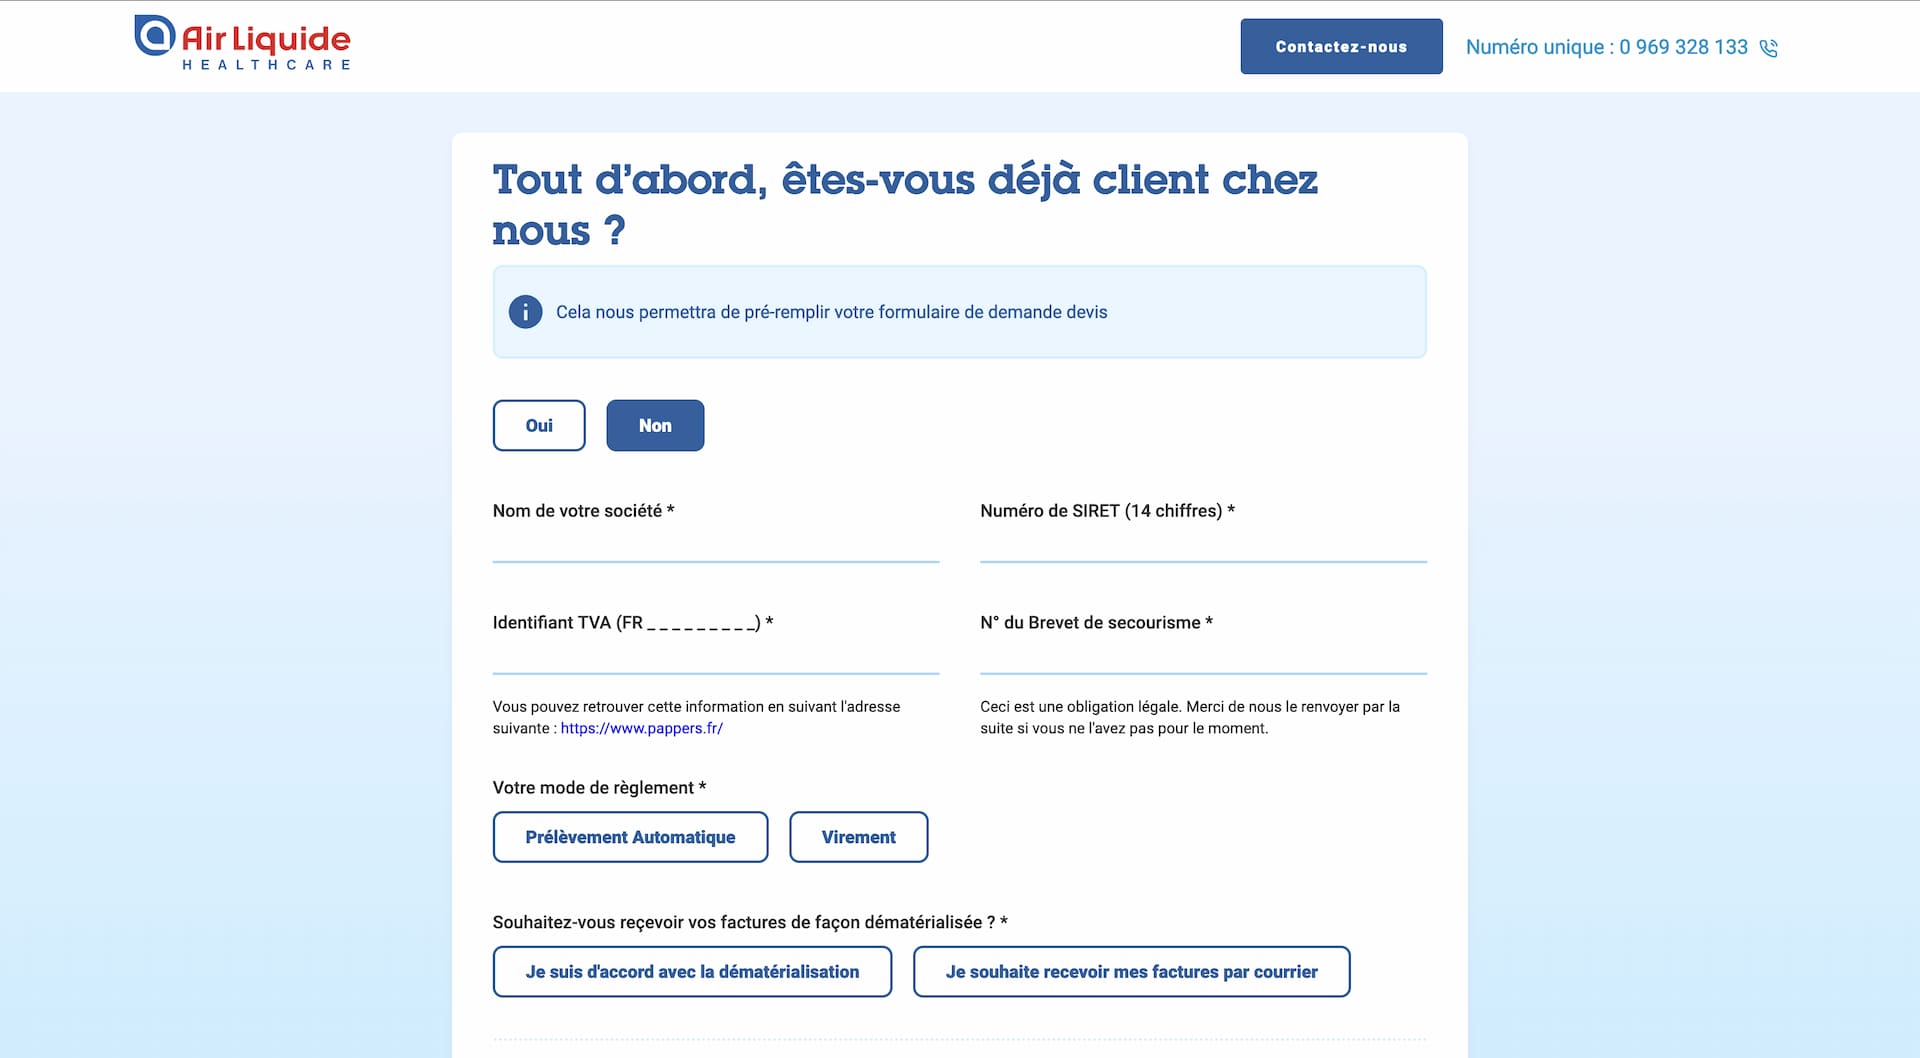 Air Liquide
HEALTHCARE
Contactez-nous
Numéro unique : 0 969 328 133
Tout d'abord, êtes-vous déjà client chez
nous ?
Cela nous permettra de pré-remplir votre formulaire de demande devis
Oui
Non
Nom de votre société *
Numéro de SIRET (14 chiffres) *
Identifiant TVA (FR _ _ _ _ _ _ _ _ _) *
N° du Brevet de secourisme *
Vous pouvez retrouver cette information en suivant l'adresse
suivante : https://www.pappers.fr/
Ceci est une obligation légale. Merci de nous le renvoyer par la
suite si vous ne l'avez pas pour le moment.
Votre mode de règlement *
Prélèvement Automatique
Virement
Souhaitez-vous reçevoir vos factures de façon dématérialisée ? *
Je suis d'accord avec la dématérialisation
Je souhaite recevoir mes factures par courrier